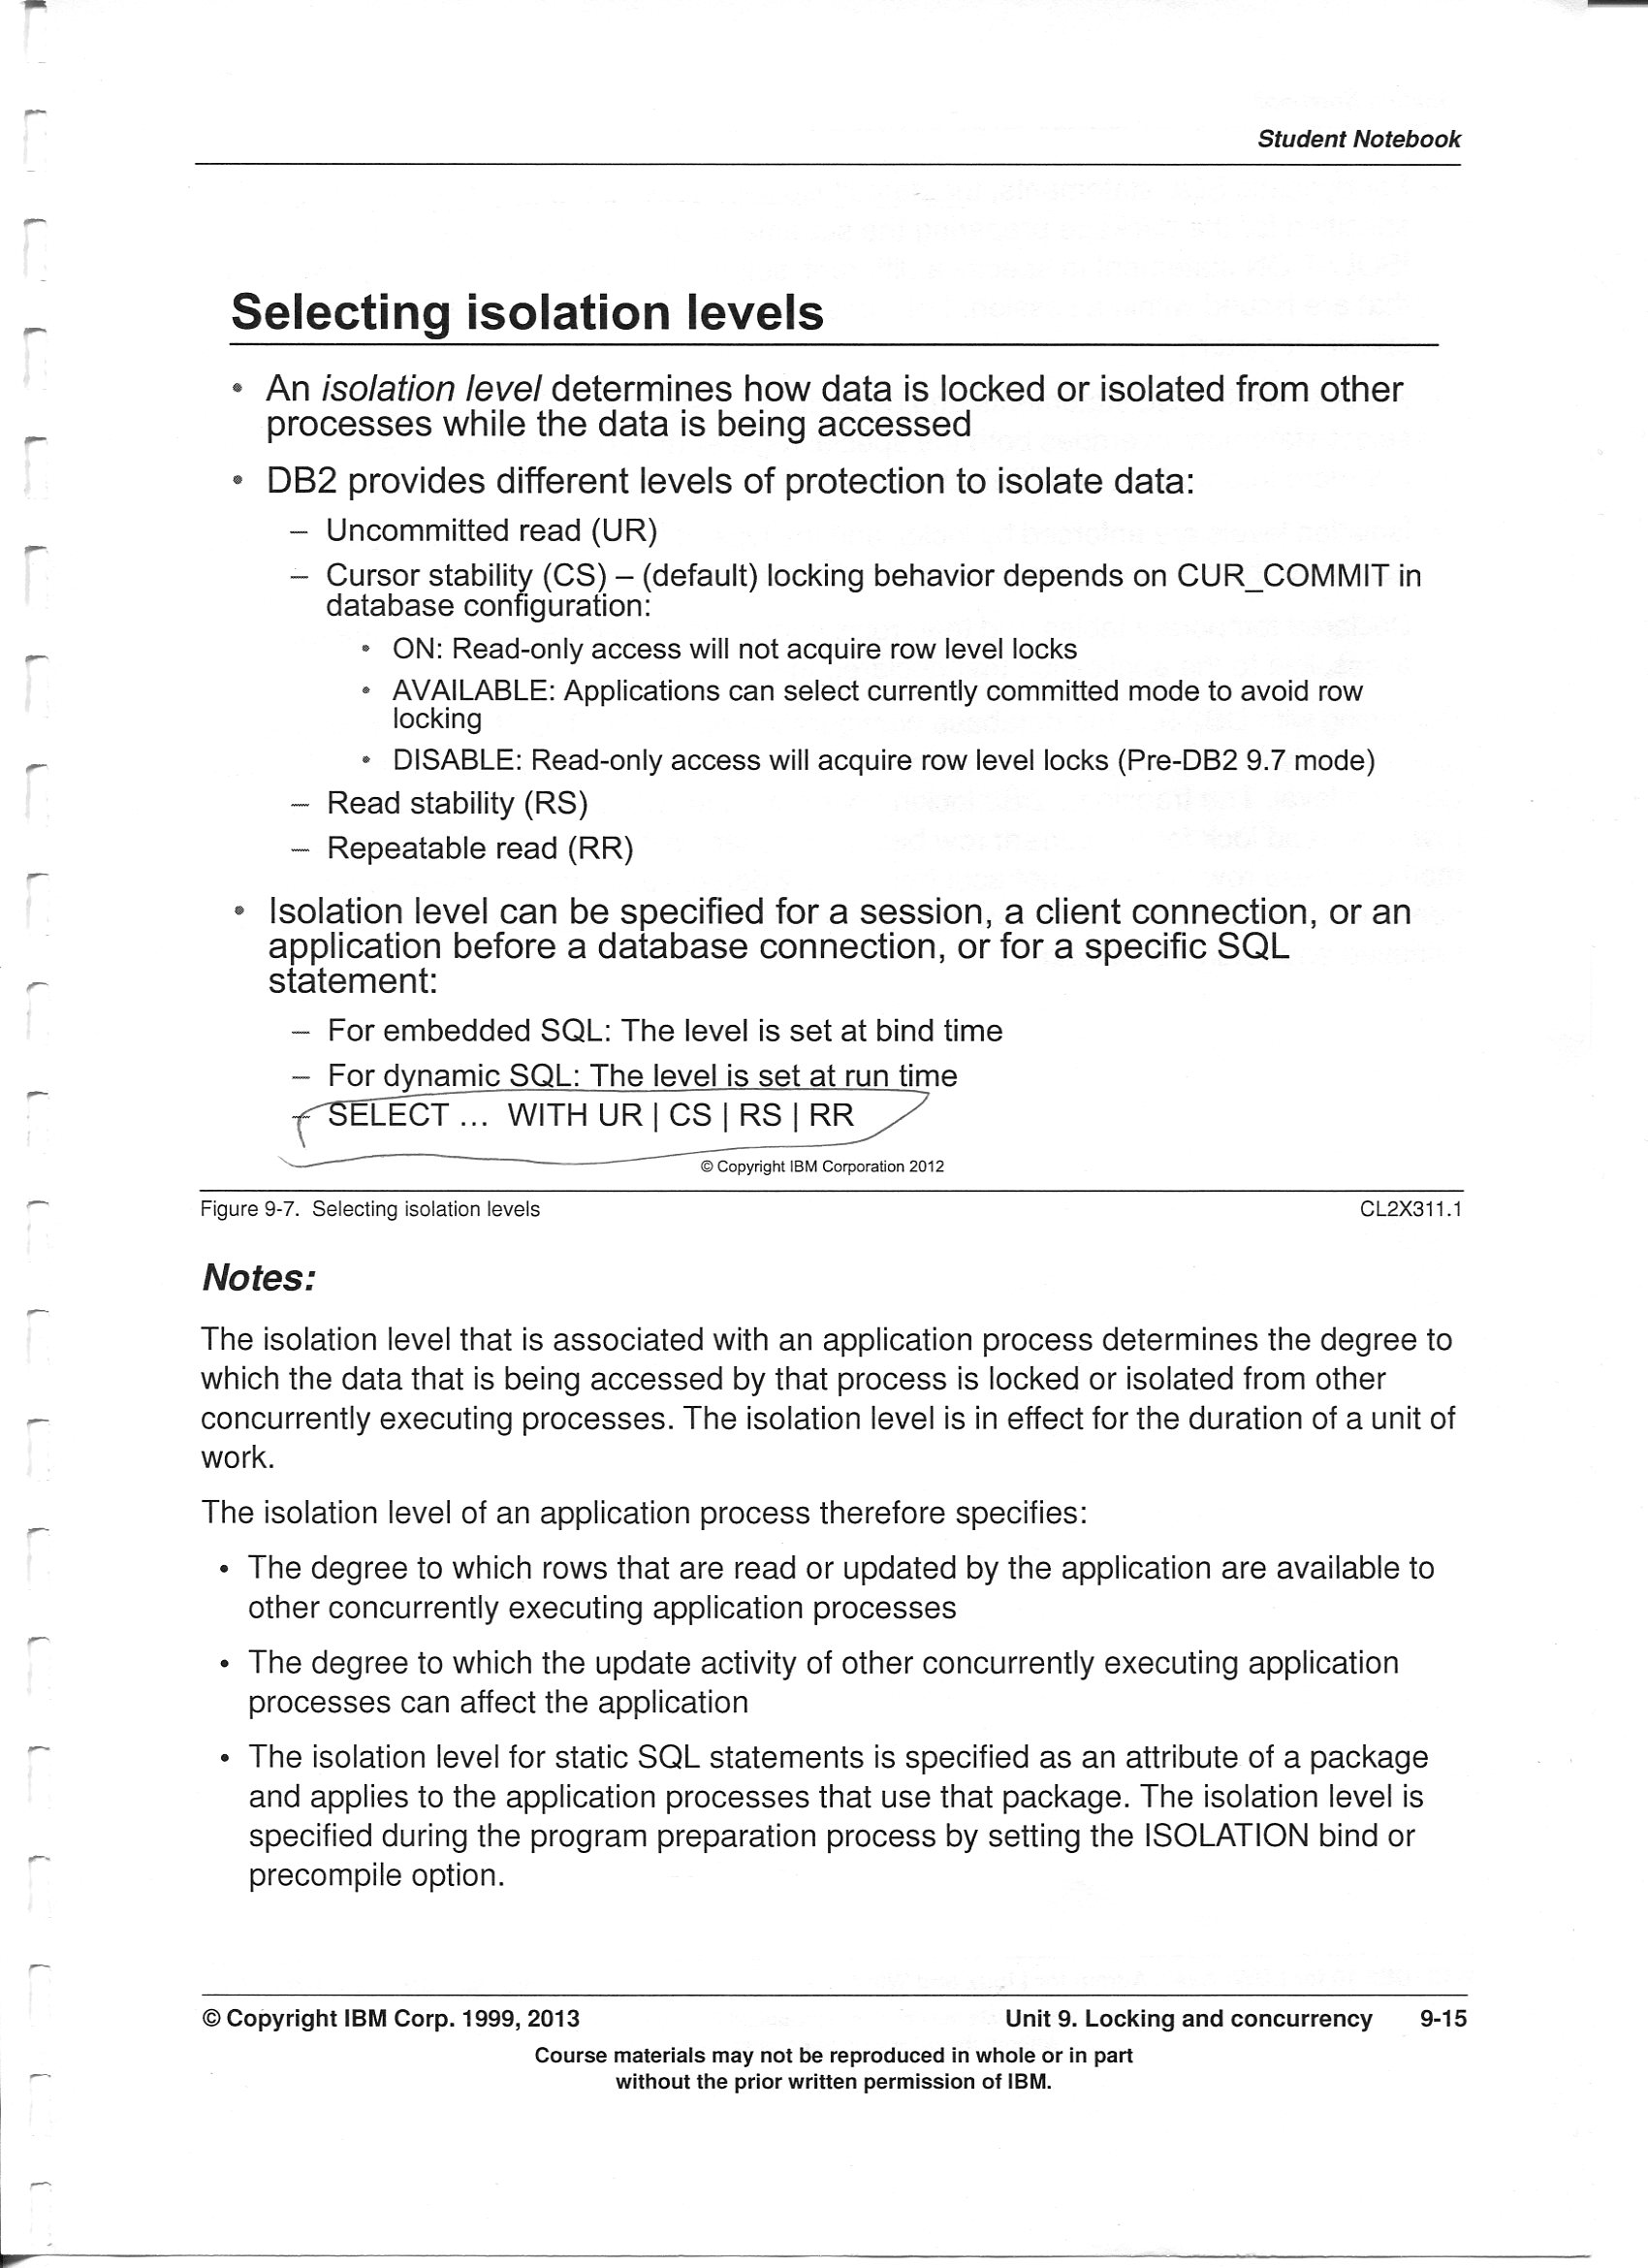 Student Notebook
Selecting isolation levels
• An isolation level determines how data is locked or isolated from other
processes while the data is being accessed
• DB2 provides different levels of protection to isolate data:
– Uncommitted read (UR)
– Cursor stability (CS) – (default) locking behavior depends on CUR_COMMIT in
database configuration:
• ON: Read-only access will not acquire row level locks
• AVAILABLE: Applications can select currently committed mode to avoid row
locking
• DISABLE: Read-only access will acquire row level locks (Pre-DB2 9.7 mode)
– Read stability (RS)
– Repeatable read (RR)
• Isolation level can be specified for a session, a client connection, or an
application before a database connection, or for a specific SQL
statement:
– For embedded SQL: The level is set at bind time
– For dynamic SQL: The level is set at run time
– SELECT ... WITH UR | CS | RS | RR
© Copyright IBM Corporation 2012
Figure 9-7. Selecting isolation levels CL2X311.1
Notes:
The isolation level that is associated with an application process determines the degree to
which the data that is being accessed by that process is locked or isolated from other
concurrently executing processes. The isolation level is in effect for the duration of a unit of
work.
The isolation level of an application process therefore specifies:
• The degree to which rows that are read or updated by the application are available to
other concurrently executing application processes
• The degree to which the update activity of other concurrently executing application
processes can affect the application
• The isolation level for static SQL statements is specified as an attribute of a package
and applies to the application processes that use that package. The isolation level is
specified during the program preparation process by setting the ISOLATION bind or
precompile option.
© Copyright IBM Corp. 1999, 2013 Unit 9. Locking and concurrency 9-15
Course materials may not be reproduced in whole or in part
without the prior written permission of IBM.